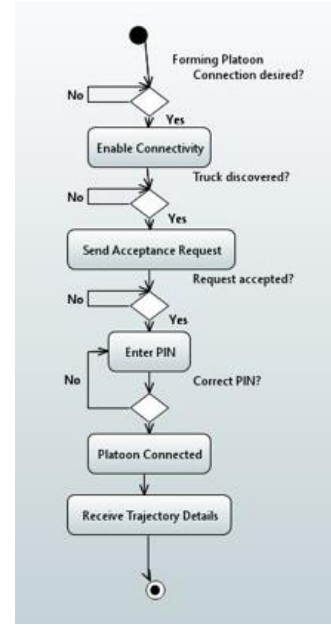 Forming Platoon
Connection desired?
No
Yes
Enable Connectivity
Truck discovered?
No
Yes
Send Acceptance Request
Request accepted?
No
Yes
Enter PIN
No
Correct PIN?
Platoon Connected
Receive Trajectory Details